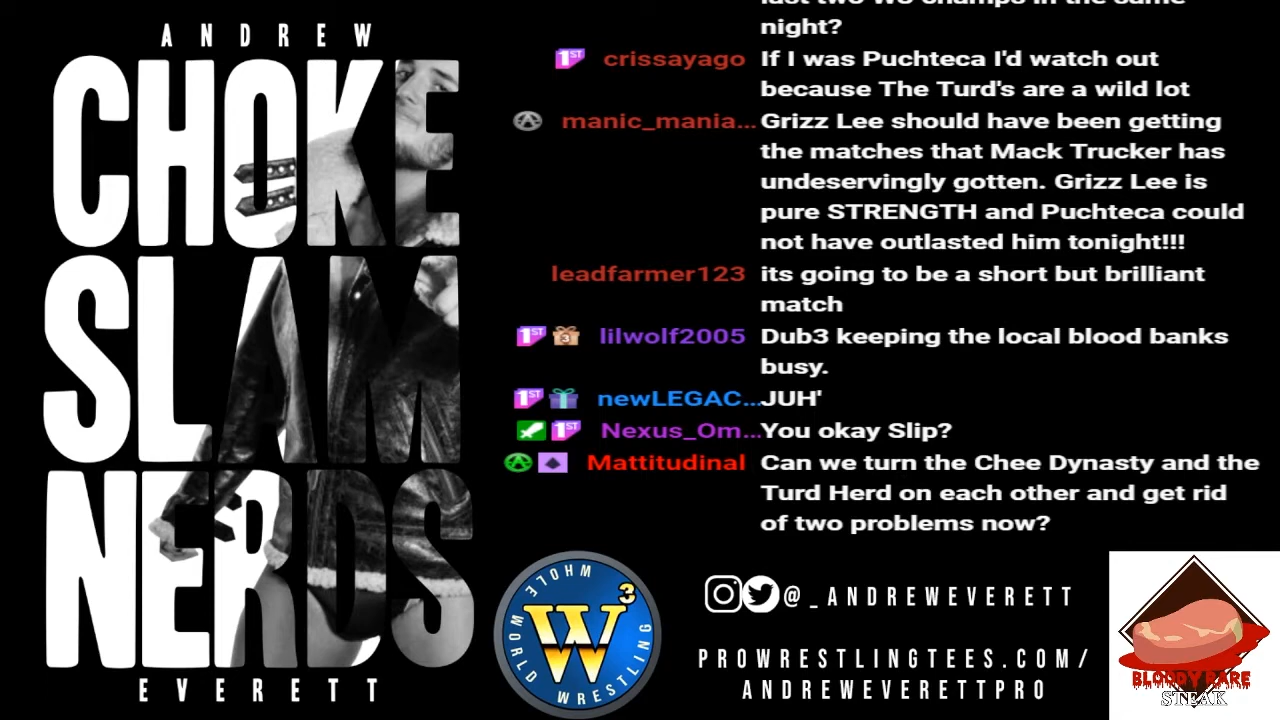 ANDREW
CHOKE
SLAM
NERDS
EVERETT
night?
crissayago If I was Puchteca I'd watch out
because The Turd's are a wild lot
manic_mania... Grizz Lee should have been getting
the matches that Mack Trucker has
undeservingly gotten. Grizz Lee is
pure STRENGTH and Puchteca could
not have outlasted him tonight!!!
leadfarmer123 its going to be a short but brilliant
match
lilwolf2005 Dub3 keeping the local blood banks
busy.
newLEGAC... JUH'
Nexus_Om... You okay Slip?
Mattitudinal Can we turn the Chee Dynasty and the
Turd Herd on each other and get rid
of two problems now?
WHOLE
W3
WORLD WRESTLING
@_ANDREWEVERETT
PROWRESTLINGTEES.COM/
ANDREWEVERETTPRO
BLOODY RARE
STEAK